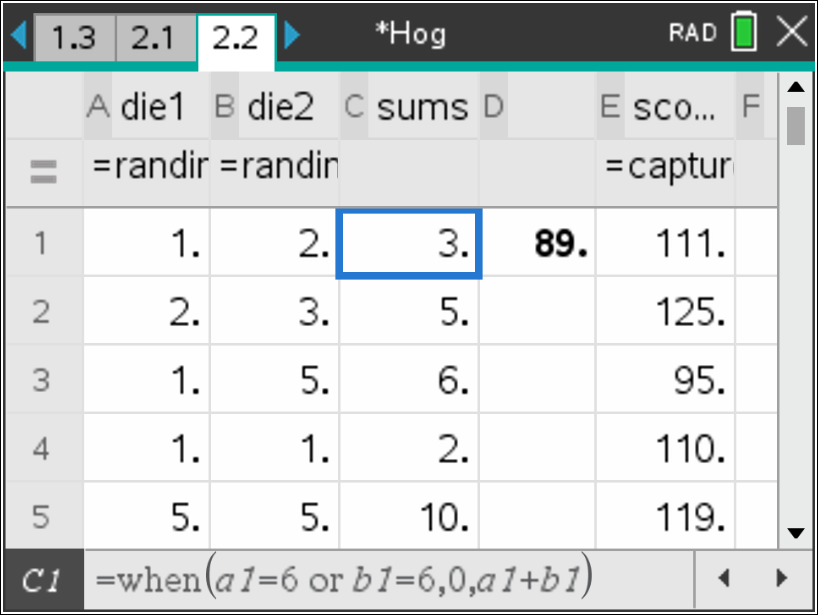 1.3 2.1 2.2 *Hog RAD
A die1 B die2 C sums D E sco... F
= =randin =randin =capture
1 1. 2. 3. 89. 111.
2 2. 3. 5. 125.
3 1. 5. 6. 95.
4 1. 1. 2. 110.
5 5. 5. 10. 119.
C1 =when(a1=6 or b1=6,0,a1+b1)